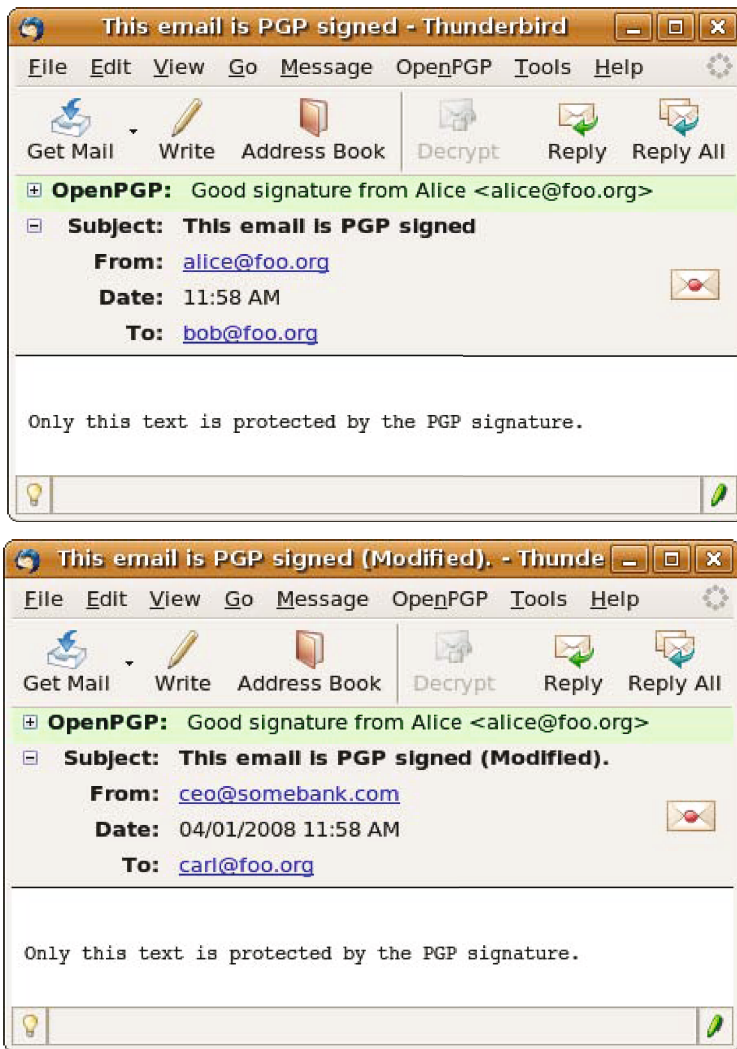 This email is PGP signed - Thunderbird
File Edit View Go Message OpenPGP Tools Help
Get Mail Write Address Book Decrypt Reply Reply All
OpenPGP: Good signature from Alice <alice@foo.org>
Subject: This email is PGP signed
From: alice@foo.org
Date: 11:58 AM
To: bob@foo.org
Only this text is protected by the PGP signature.
This email is PGP signed (Modified). - Thunde
File Edit View Go Message OpenPGP Tools Help
Get Mail Write Address Book Decrypt Reply Reply All
OpenPGP: Good signature from Alice <alice@foo.org>
Subject: This email is PGP signed (Modified).
From: ceo@somebank.com
Date: 04/01/2008 11:58 AM
To: carl@foo.org
Only this text is protected by the PGP signature.